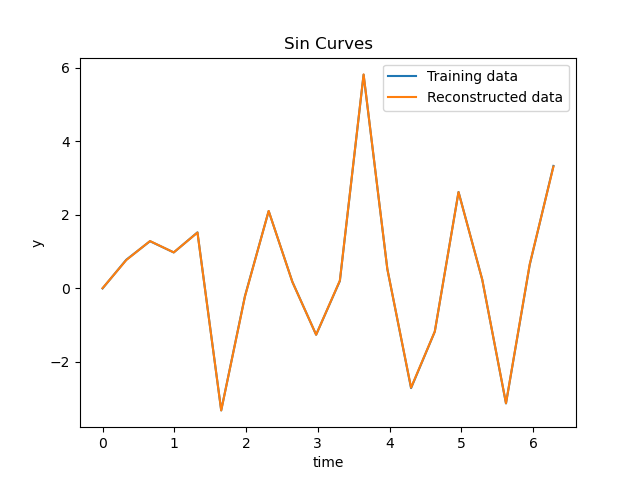 Sin Curves
Training data
Reconstructed data
6
4
2
0
−2
y
0 1 2 3 4 5 6
time